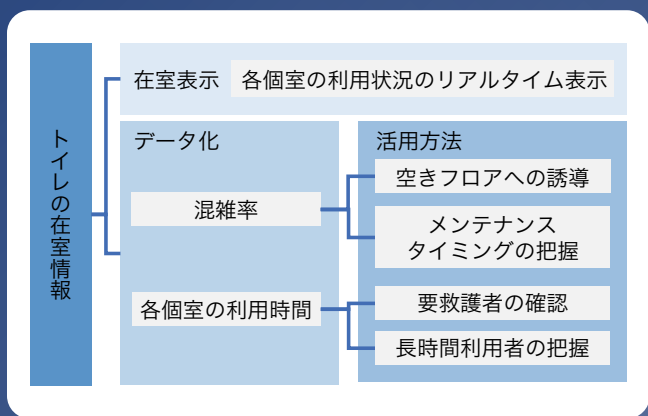 トイレの在室情報
在室表示
各個室の利用状況のリアルタイム表示
データ化
混雑率
各個室の利用時間
活用方法
空きフロアへの誘導
メンテナンス
タイミングの把握
要救護者の確認
長時間利用者の把握